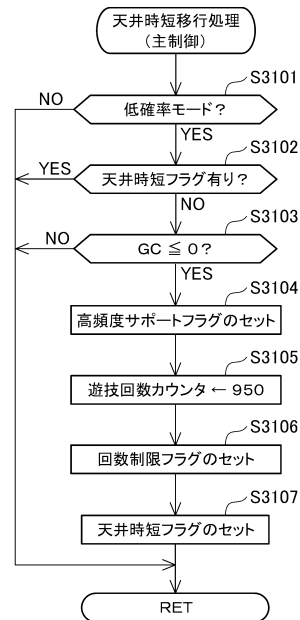 天井時短移行処理
(主制御)
S3101
低確率モード?
NO
YES
S3102
天井時短フラグ有り?
YES
NO
S3103
GC ≦ 0?
NO
YES
S3104
高頻度サポートフラグのセット
S3105
遊技回数カウンタ ← 950
S3106
回数制限フラグのセット
S3107
天井時短フラグのセット
RET